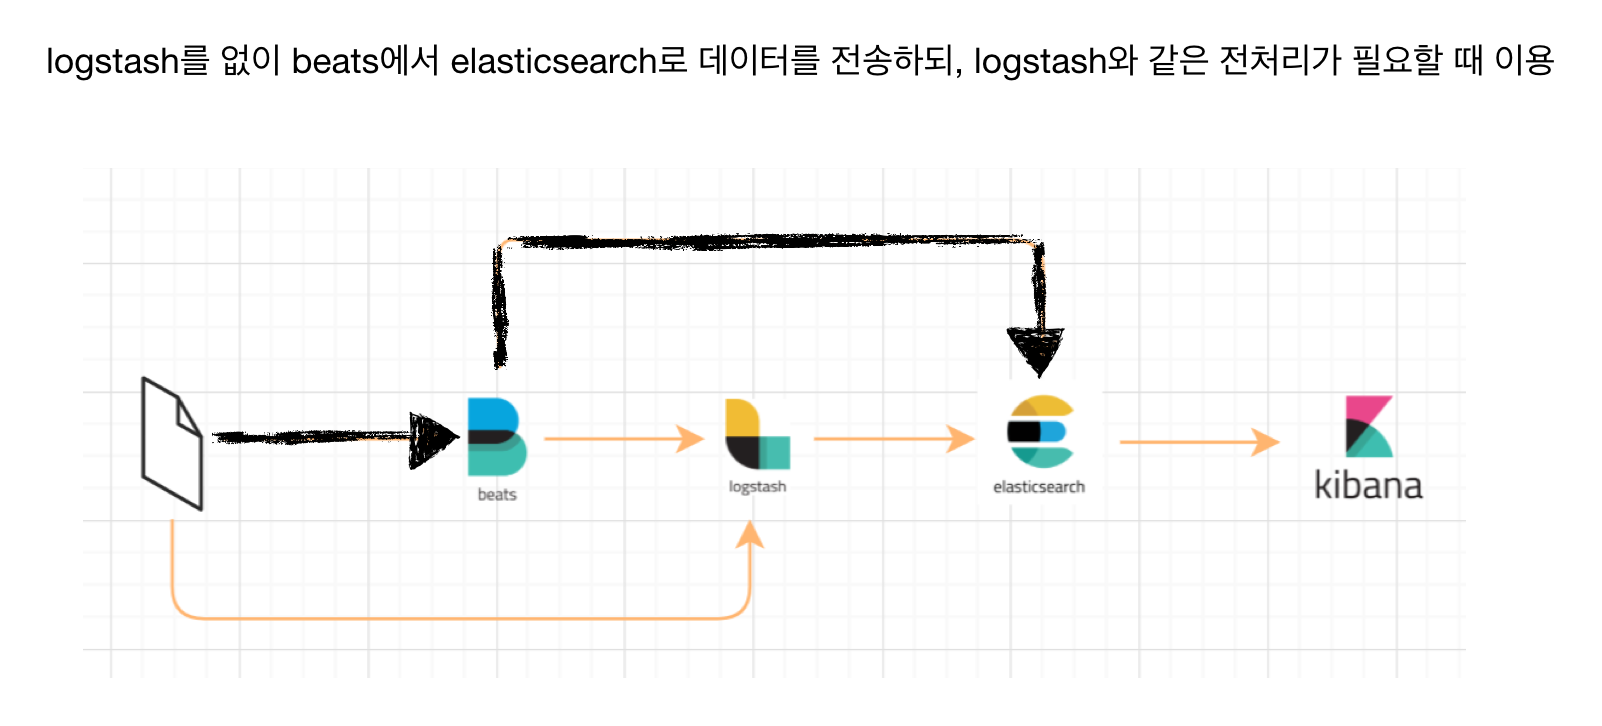 logstash를 없이 beats에서 elasticsearch로 데이터를 전송하되, logstash와 같은 전처리가 필요할 때 이용
beats
logstash
elasticsearch
kibana